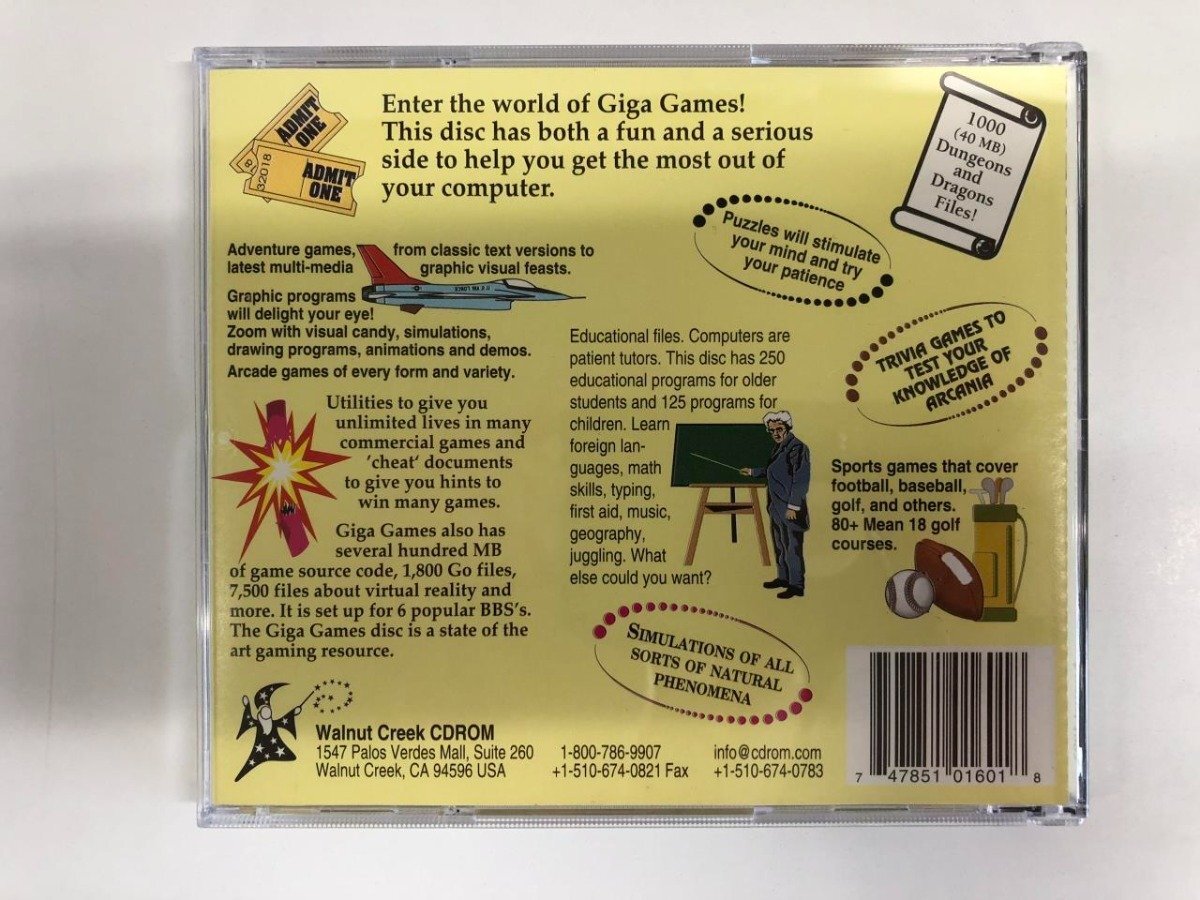 ADMIT
ONE
ADMIT
ONE
32018
Enter the world of Giga Games!
This disc has both a fun and a serious
side to help you get the most out of
your computer.
1000
(40 MB)
Dungeons
and
Dragons
Files!
Puzzles will stimulate
your mind and try
your patience
Adventure games, from classic text versions to
latest multi-media graphic visual feasts.
Graphic programs
will delight your eye!
Zoom with visual candy, simulations,
drawing programs, animations and demos.
Arcade games of every form and variety.
TRIVIA GAMES TO
TEST YOUR
KNOWLEDGE OF
ARCANIA
Utilities to give you
unlimited lives in many
commercial games and
'cheat' documents
to give you hints to
win many games.
Giga Games also has
several hundred MB
of game source code, 1,800 Go files,
7,500 files about virtual reality and
more. It is set up for 6 popular BBS's.
The Giga Games disc is a state of the
art gaming resource.
Educational files. Computers are
patient tutors. This disc has 250
educational programs for older
students and 125 programs for
children. Learn
foreign lan-
guages, math
skills, typing,
first aid, music,
geography,
juggling. What
else could you want?
Sports games that cover
football, baseball,
golf, and others.
80+ Mean 18 golf
courses.
SIMULATIONS OF ALL
SORTS OF NATURAL
PHENOMENA
Walnut Creek CDROM
1547 Palos Verdes Mall, Suite 260 1-800-786-9907 info@cdrom.com
Walnut Creek, CA 94596 USA +1-510-674-0821 Fax +1-510-674-0783
7 47851 01601 8